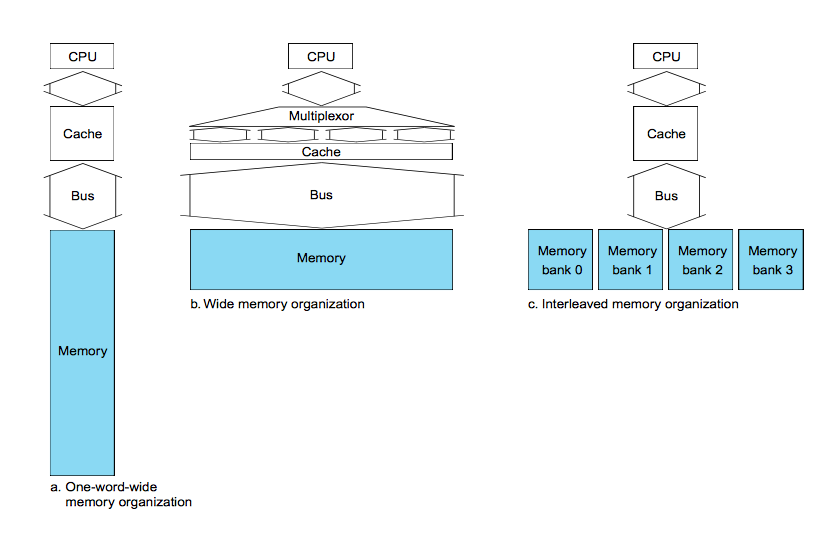 CPU
Cache
Bus
Memory
a. One-word-wide
memory organization
CPU
Multiplexor
Cache
Bus
Memory
b. Wide memory organization
CPU
Cache
Bus
Memory
bank 0
Memory
bank 1
Memory
bank 2
Memory
bank 3
c. Interleaved memory organization